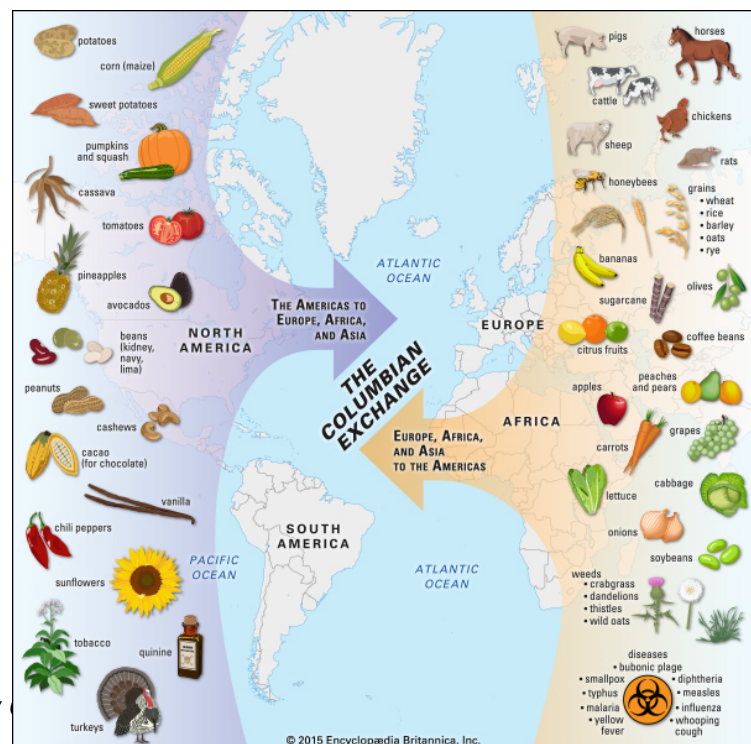 potatoes
corn (maize)
sweet potatoes
pumpkins
and squash
cassava
tomatoes
pineapples
avocados
beans
(kidney,
navy,
lima)
peanuts
cashews
cacao
(for chocolate)
vanilla
chili peppers
sunflowers
tobacco
quinine
turkeys
NORTH
AMERICA
THE AMERICAS TO
EUROPE, AFRICA,
AND ASIA
ATLANTIC
OCEAN
THE
COLUMBIAN
EXCHANGE
EUROPE
AFRICA
EUROPE, AFRICA,
AND ASIA
TO THE AMERICAS
SOUTH
AMERICA
PACIFIC
OCEAN
ATLANTIC
OCEAN
pigs
horses
cattle
chickens
sheep
rats
honeybees
grains
• wheat
• rice
• barley
• oats
• rye
bananas
sugarcane
olives
citrus fruits
coffee beans
apples
peaches
and pears
carrots
grapes
lettuce
cabbage
onions
soybeans
weeds
• crabgrass
• dandelions
• thistles
• wild oats
diseases
• bubonic plague
• smallpox
• typhus
• malaria
• yellow
fever
• diphtheria
• measles
• influenza
• whooping
cough
© 2015 Encyclopædia Britannica, Inc.